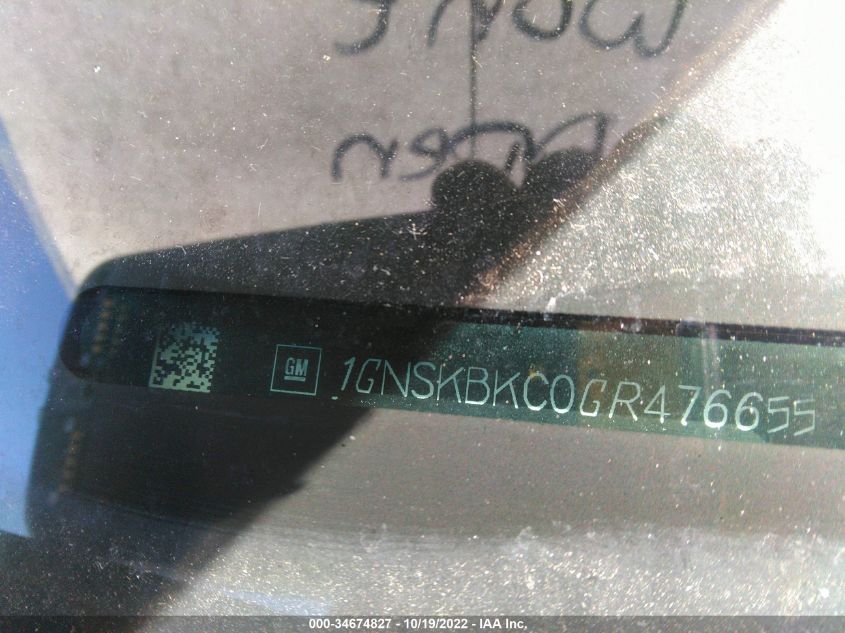 GM 1GNSKBKC0GR476655
000-34674827 - 10/19/2022 - IAA Inc,